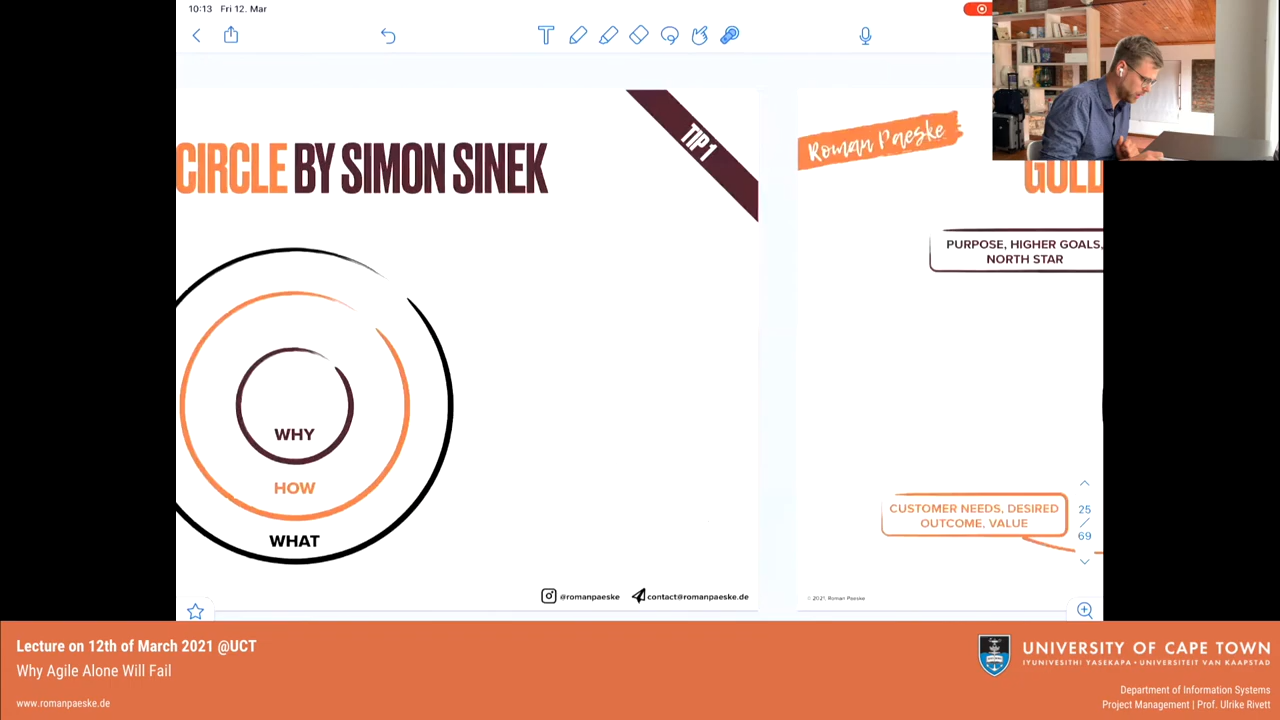 10:13 Fri 12. Mar
CIRCLE BY SIMON SINEK
TIP 1
WHY
HOW
WHAT
@romanpaeske
contact@romanpaeske.de
Roman Paeske
GOLD
PURPOSE, HIGHER GOALS,
NORTH STAR
CUSTOMER NEEDS, DESIRED
OUTCOME, VALUE
25
/
69
© 2021. Roman Paeske
Lecture on 12th of March 2021 @UCT
Why Agile Alone Will Fail
www.romanpaeske.de
UNIVERSITY OF CAPE TOWN
IYUNIVESITHI YASEKAPA • UNIVERSITEIT VAN KAAPSTAD
Department of Information Systems
Project Management | Prof. Ulrike Rivett